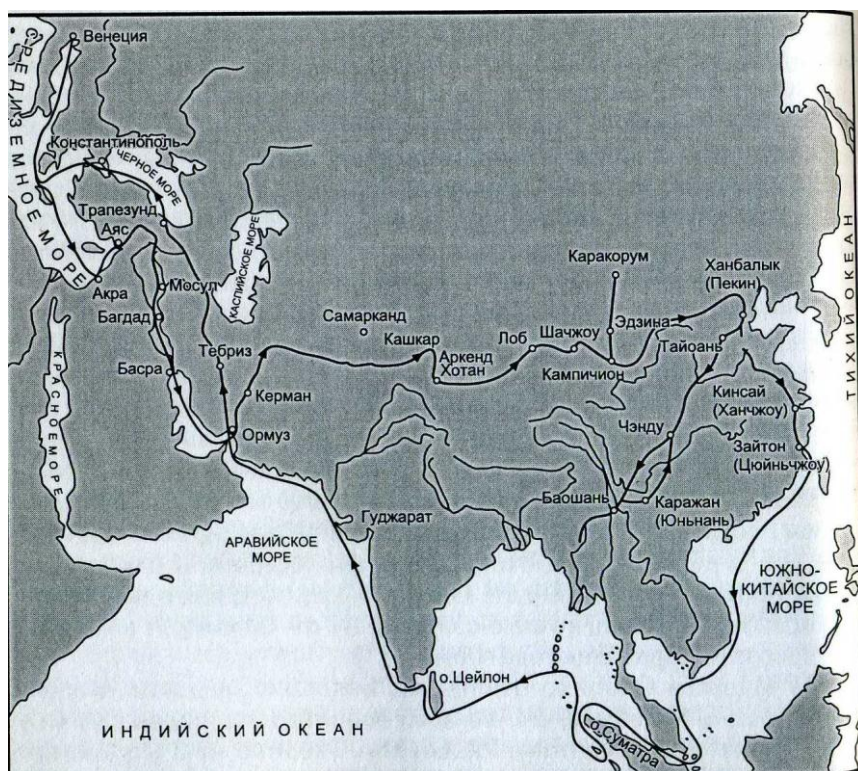 Венеция
СРЕДИЗЕМНОЕ МОРЕ
Константинополь
ЧЕРНОЕ МОРЕ
Трапезунд
Аяс
КАСПИЙСКОЕ МОРЕ
Каракорум
Ханбалык
(Пекин)
ТИХИЙ ОКЕАН
Акра
Мосул
Багдад
Самарканд
Кашкар
Лоб
Шачжоу
Эдзина
Тайоань
КРАСНОЕ МОРЕ
Басра
Тебриз
Аркенд
Хотан
Кампичион
Керман
Кинсай
(Ханчжоу)
Ормуз
Чэнду
Зайтон
(Цюйньчжоу)
Гуджарат
Баошань
Каражан
(Юньнань)
АРАВИЙСКОЕ
МОРЕ
ЮЖНО-
КИТАЙСКОЕ
МОРЕ
о.Цейлон
ИНДИЙСКИЙ ОКЕАН
о.Суматра